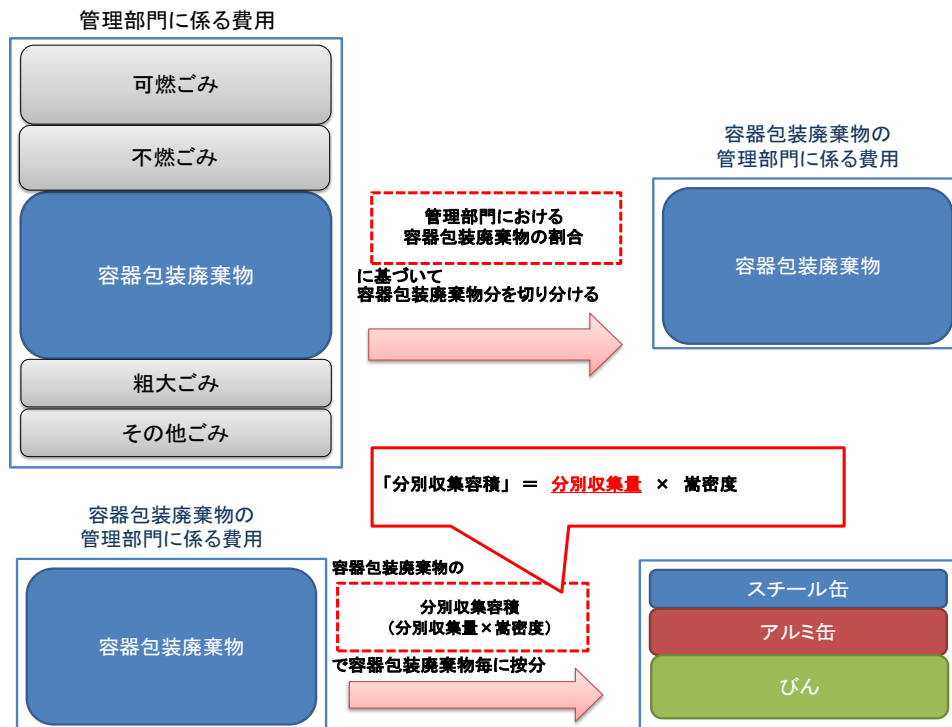 管理部門に係る費用
可燃ごみ
不燃ごみ
容器包装廃棄物
粗大ごみ
その他ごみ
管理部門における
容器包装廃棄物の割合
に基づいて
容器包装廃棄物分を切り分ける
容器包装廃棄物の
管理部門に係る費用
容器包装廃棄物
「分別収集容積」 = 分別収集量 × 嵩密度
容器包装廃棄物の
管理部門に係る費用
容器包装廃棄物
容器包装廃棄物の
分別収集容積
(分別収集量×嵩密度)
で容器包装廃棄物毎に按分
スチール缶
アルミ缶
びん